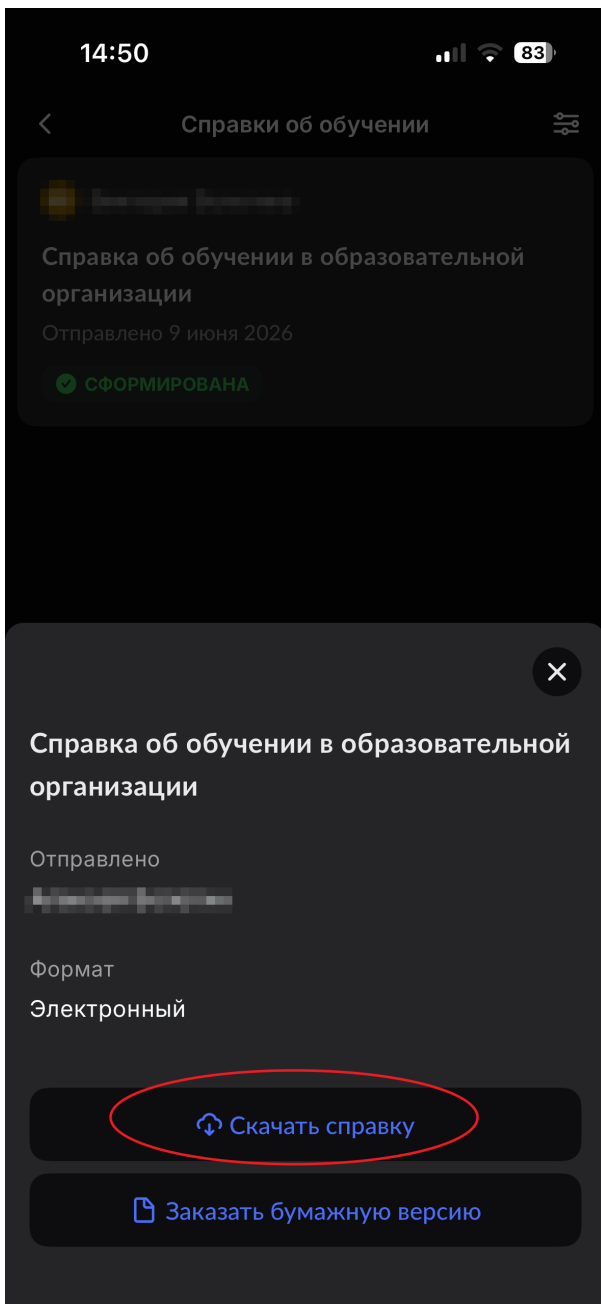 14:50
83
Справки об обучении
Справка об обучении в образовательной
организации
Отправлено 9 июня 2026
СФОРМИРОВАНА
Справка об обучении в образовательной
организации
Отправлено
Формат
Электронный
Скачать справку
Заказать бумажную версию